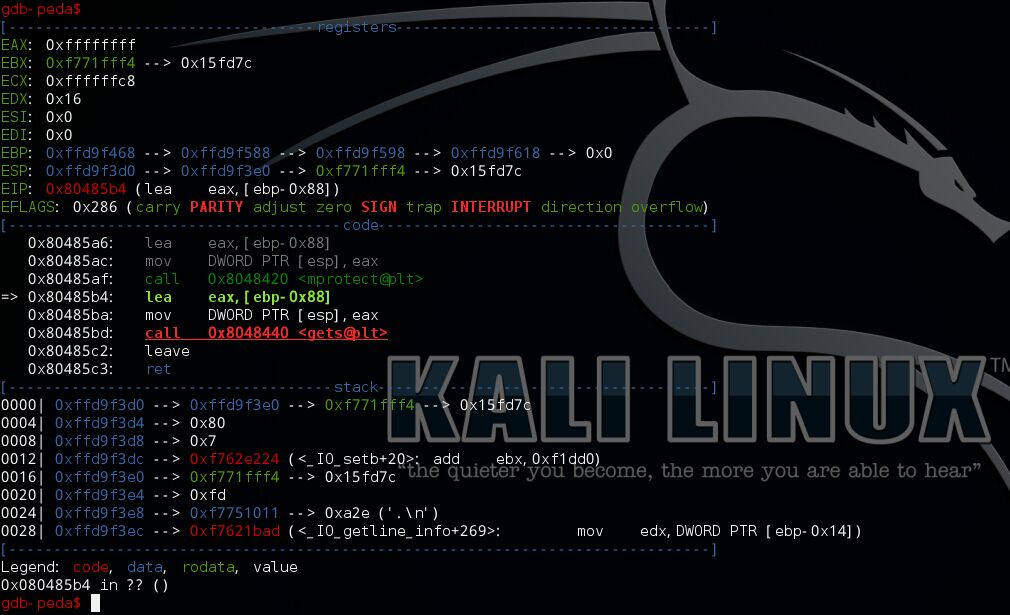 gdb-peda$
[----------------------------------registers-----------------------------------]
EAX: 0xffffffff
EBX: 0xf771fff4 --> 0x15fd7c
ECX: 0xffffffc8
EDX: 0x16
ESI: 0x0
EDI: 0x0
EBP: 0xffd9f468 --> 0xffd9f588 --> 0xffd9f598 --> 0xffd9f618 --> 0x0
ESP: 0xffd9f3d0 --> 0xffd9f3e0 --> 0xf771fff4 --> 0x15fd7c
EIP: 0x80485b4 (lea    eax,[ebp-0x88])
EFLAGS: 0x286 (carry PARITY adjust zero SIGN trap INTERRUPT direction overflow)
[-------------------------------------code-------------------------------------]
   0x80485a6:	lea    eax,[ebp-0x88]
   0x80485ac:	mov    DWORD PTR [esp],eax
   0x80485af:	call   0x8048420 <mprotect@plt>
=> 0x80485b4:	lea    eax,[ebp-0x88]
   0x80485ba:	mov    DWORD PTR [esp],eax
   0x80485bd:	call   0x8048440 <gets@plt>
   0x80485c2:	leave
   0x80485c3:	ret
[------------------------------------stack-------------------------------------]
0000| 0xffd9f3d0 --> 0xffd9f3e0 --> 0xf771fff4 --> 0x15fd7c
0004| 0xffd9f3d4 --> 0x80
0008| 0xffd9f3d8 --> 0x7
0012| 0xffd9f3dc --> 0xf762e224 (<_IO_setb+20>:	add    ebx,0xf1dd0)
0016| 0xffd9f3e0 --> 0xf771fff4 --> 0x15fd7c
0020| 0xffd9f3e4 --> 0xfd
0024| 0xffd9f3e8 --> 0xf7751011 --> 0xa2e ('.\n')
0028| 0xffd9f3ec --> 0xf7621bad (<_IO_getline_info+269>:	mov    edx,DWORD PTR [ebp-0x14])
[------------------------------------------------------------------------------]
Legend: code, data, rodata, value
0x080485b4 in ?? ()
gdb-peda$
KALI LINUX™
“the quieter you become, the more you are able to hear”